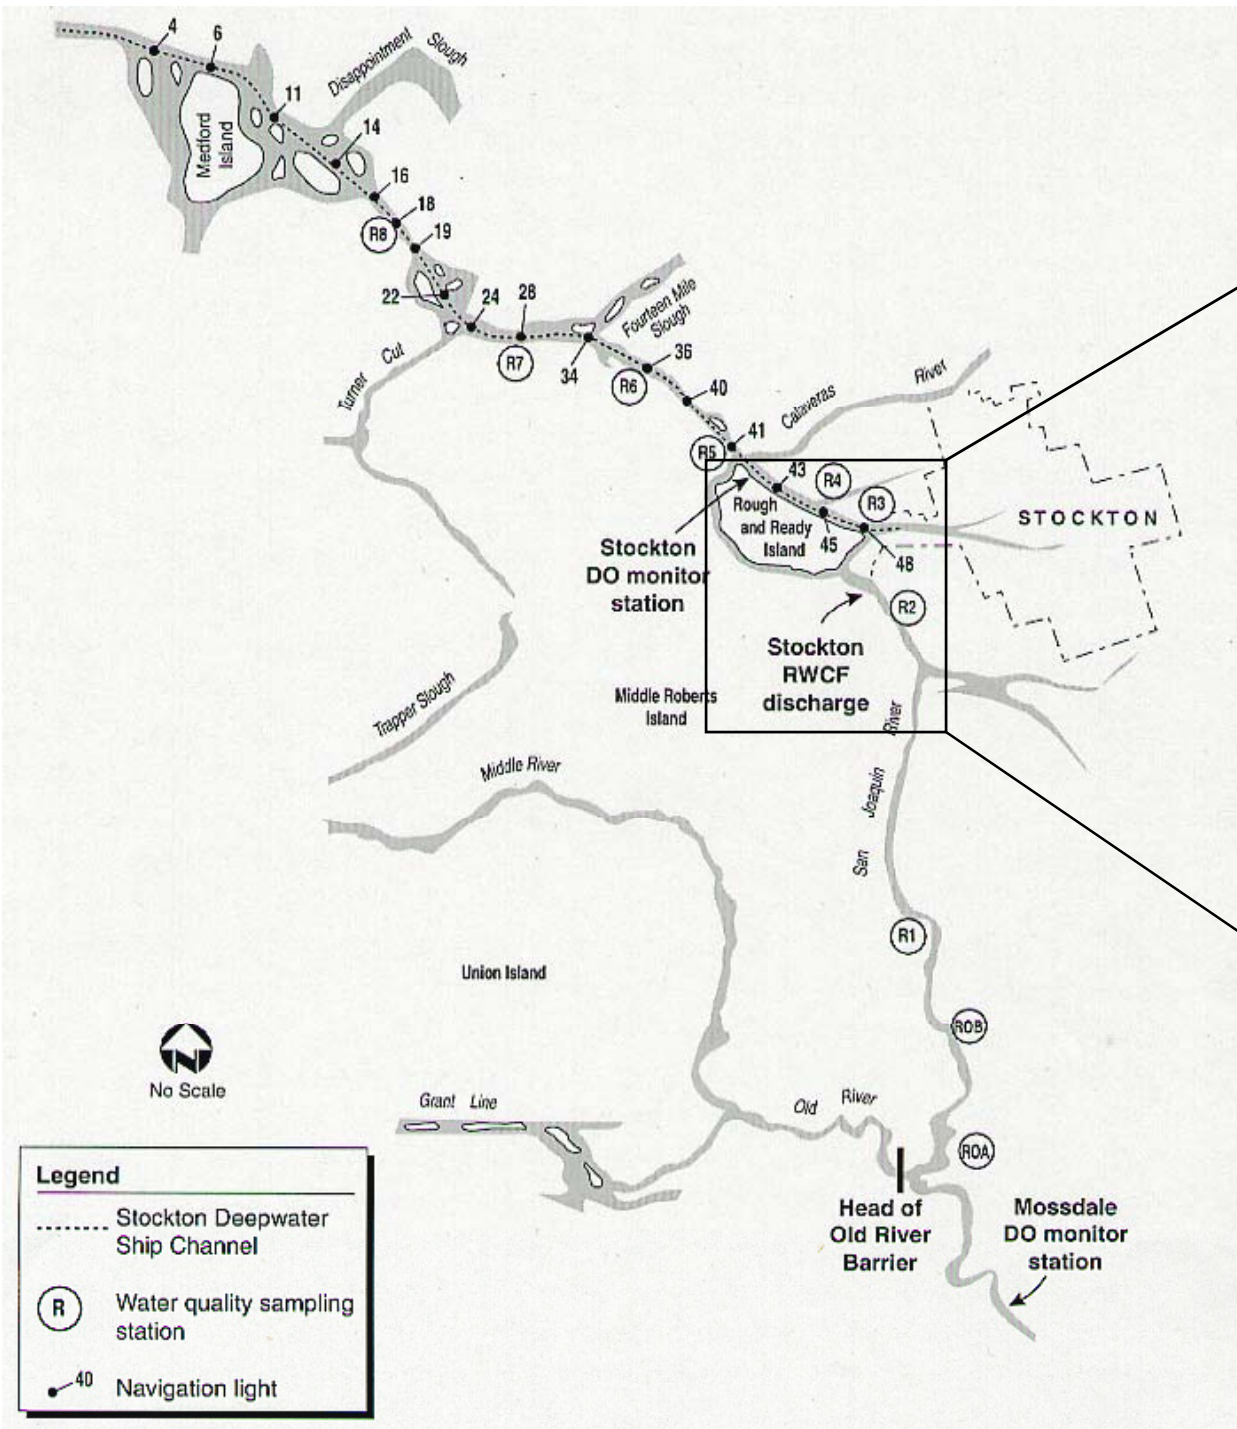 4
6
Disappointment Slough
11
14
Medford
Island
16
18
R8
19
22
24
28
Fourteen Mile
Slough
R7
34
36
R6
40
Turner Cut
Calaveras River
41
R5
43
R4
R3
Rough
and Ready
Island
45
48
STOCKTON
Stockton
DO monitor
station
R2
Stockton
RWCF
discharge
Middle Roberts
Island
Trapper Slough
Middle River
San Joaquin River
R1
Union Island
R0B
No Scale
N
Grant Line
Old River
R0A
Head of
Old River
Barrier
Mossdale
DO monitor
station
Legend
Stockton Deepwater
Ship Channel
R
Water quality sampling
station
40
Navigation light